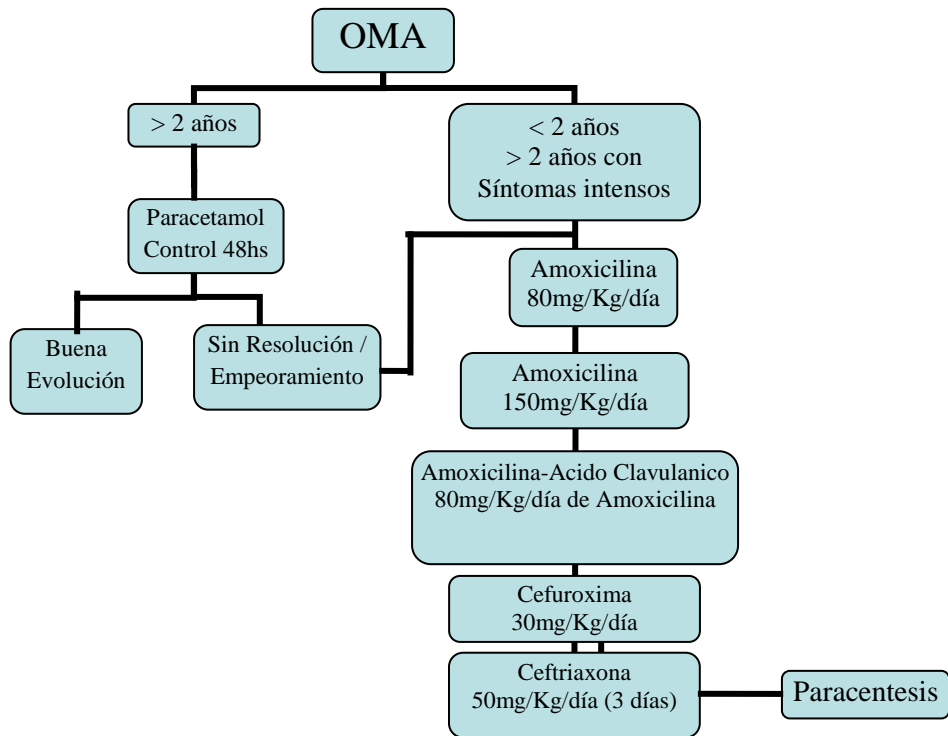 OMA
> 2 años
< 2 años
> 2 años con
Síntomas intensos
Paracetamol
Control 48hs
Buena
Evolución
Sin Resolución /
Empeoramiento
Amoxicilina
80mg/Kg/día
Amoxicilina
150mg/Kg/día
Amoxicilina-Acido Clavulanico
80mg/Kg/día de Amoxicilina
Cefuroxima
30mg/Kg/día
Ceftriaxona
50mg/Kg/día (3 días)
Paracentesis